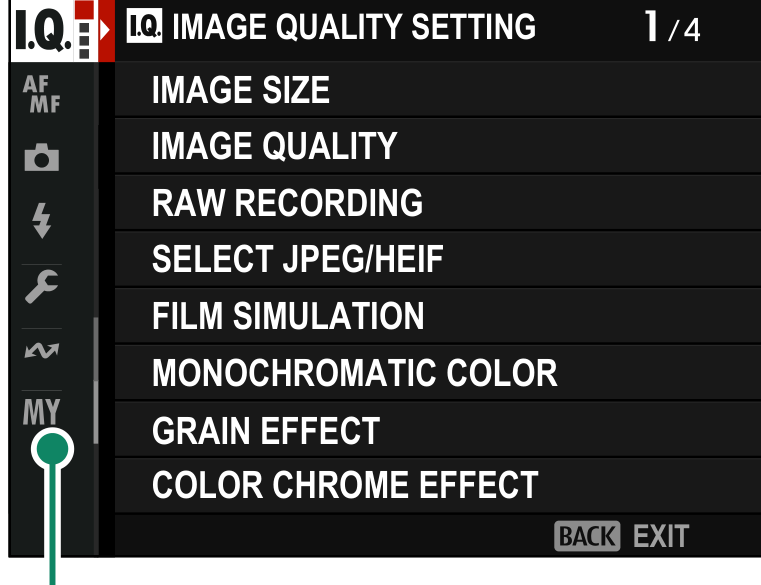 I.Q. I.Q. IMAGE QUALITY SETTING 1/4
AF
MF
IMAGE SIZE
IMAGE QUALITY
RAW RECORDING
SELECT JPEG/HEIF
FILM SIMULATION
MONOCHROMATIC COLOR
MY
GRAIN EFFECT
COLOR CHROME EFFECT
BACK EXIT